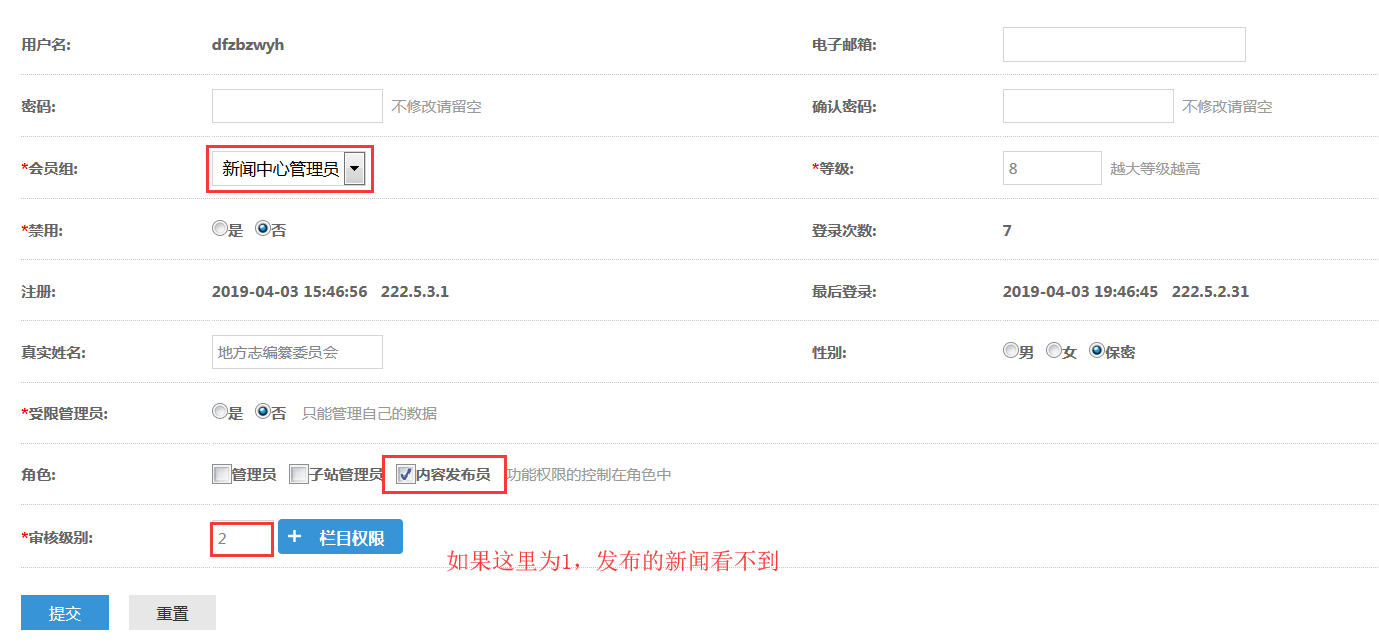 用户名: dfzbzwyh 电子邮箱:
密码: 不修改请留空 确认密码: 不修改请留空
*会员组: 新闻中心管理员 *等级: 8 越大等级越高
*禁用: 是 否 登录次数: 7
注册: 2019-04-03 15:46:56 222.5.3.1 最后登录: 2019-04-03 19:46:45 222.5.2.31
真实姓名: 地方志编纂委员会 性别: 男 女 保密
*受限管理员: 是 否 只能管理自己的数据
角色: 管理员 子站管理员 内容发布员 功能权限的控制在角色中
*审核级别: 2 + 栏目权限
如果这里为1，发布的新闻看不到
提交 重置